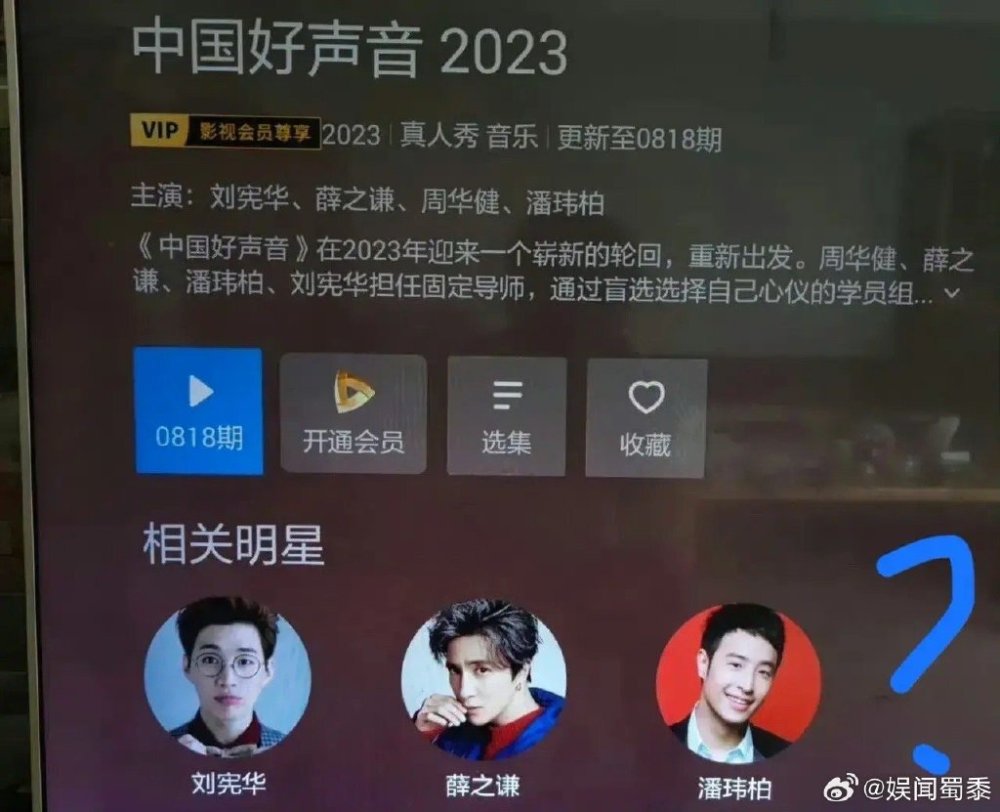 中国好声音 2023
VIP 影视会员尊享 2023 | 真人秀 音乐 | 更新至0818期
主演：刘宪华、薛之谦、周华健、潘玮柏
《中国好声音》在2023年迎来一个崭新的轮回，重新出发。周华健、薛之
谦、潘玮柏、刘宪华担任固定导师，通过盲选选择自己心仪的学员组...
0818期 开通会员 选集 收藏
相关明星
?
刘宪华 薛之谦 潘玮柏
@娱闻蜀黍